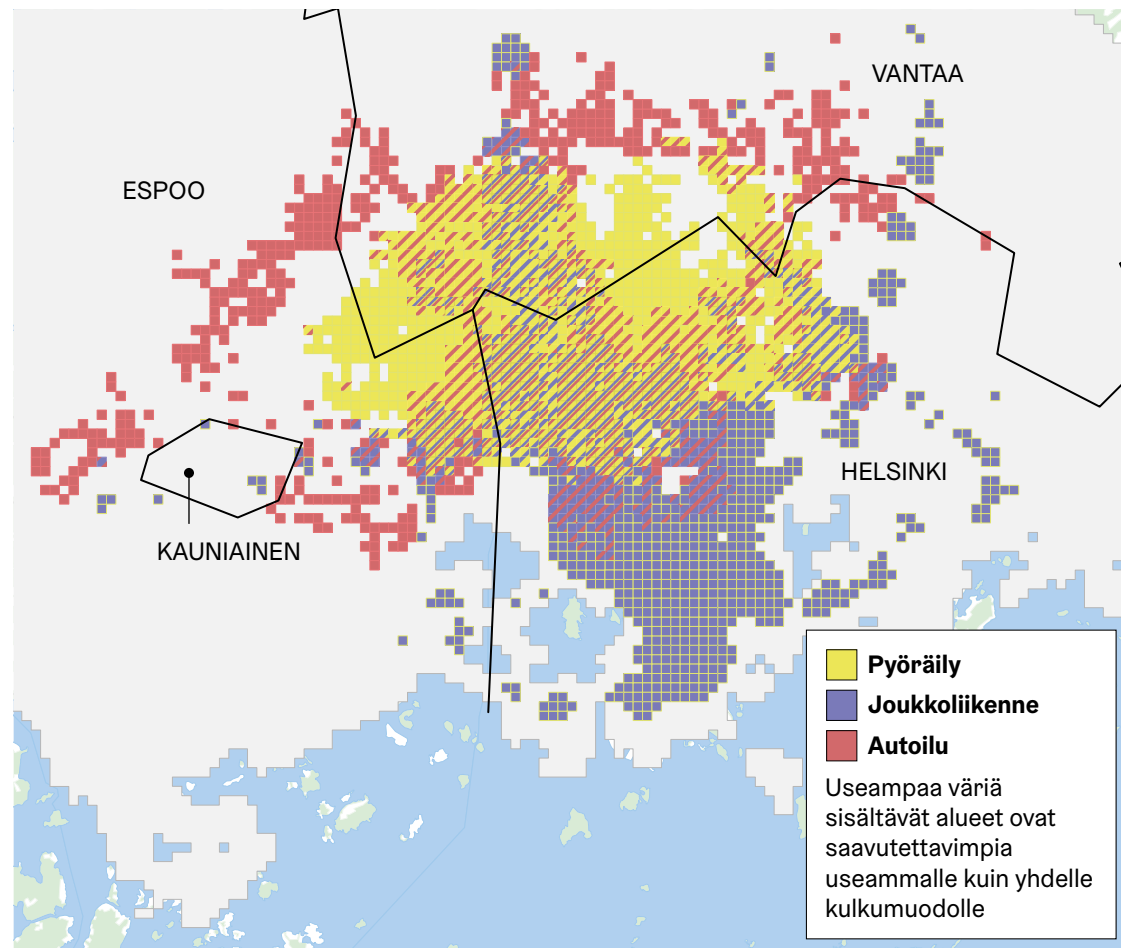 VANTAA
ESPOO
HELSINKI
KAUNIAINEN
Pyöräily
Joukkoliikenne
Autoilu
Useampaa väriä
sisältävät alueet ovat
saavutettavimpia
useammalle kuin yhdelle
kulkumuodolle